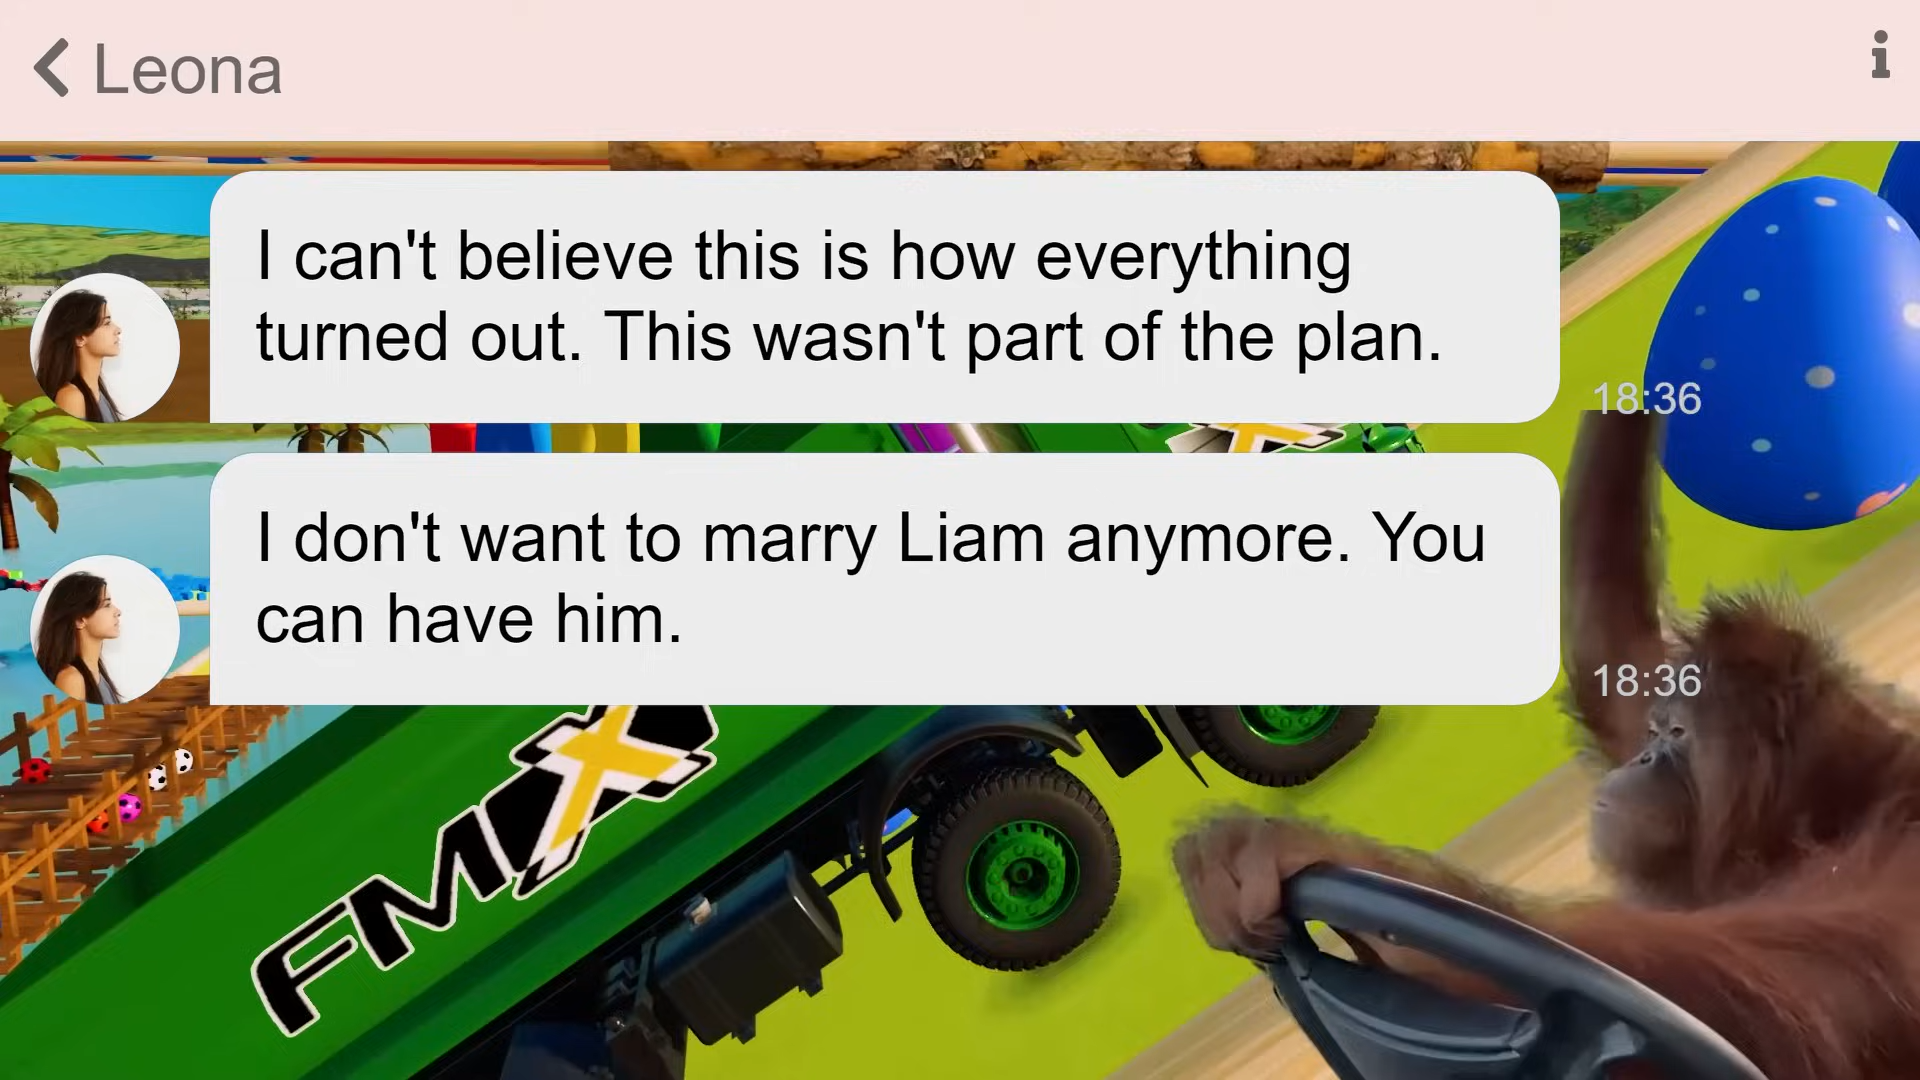 Leona
I can't believe this is how everything
turned out. This wasn't part of the plan.
18:36
I don't want to marry Liam anymore. You
can have him.
18:36
FMX